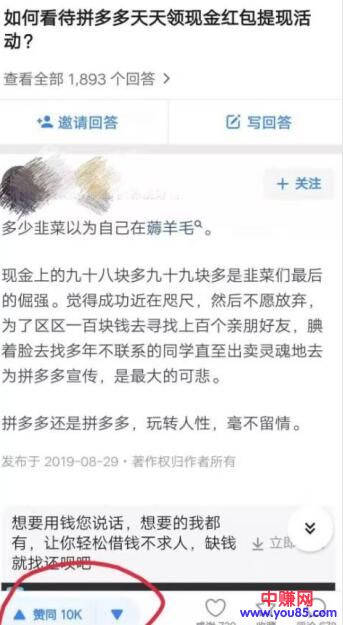 如何看待拼多多天天领现金红包提现活
动？
查看全部 1,893 个回答
邀请回答
写回答
+ 关注
多少韭菜以为自己在薅羊毛。
现金上的九十八块多九十九块多是韭菜们最后
的倔强。觉得成功近在咫尺，然后不愿放弃，
为了区区一百块钱去寻找上百个亲朋好友，腆
着脸去找多年不联系的同学直至出卖灵魂地去
为拼多多宣传，是最大的可悲。
拼多多还是拼多多，玩转人性，毫不留情。
发布于 2019-08-29 · 著作权归作者所有
想要用钱您说话，想要的我都
有，让你轻松借钱不求人，缺钱
就找还呗吧
立即
赞同 10K
中赚网
www.you85.com